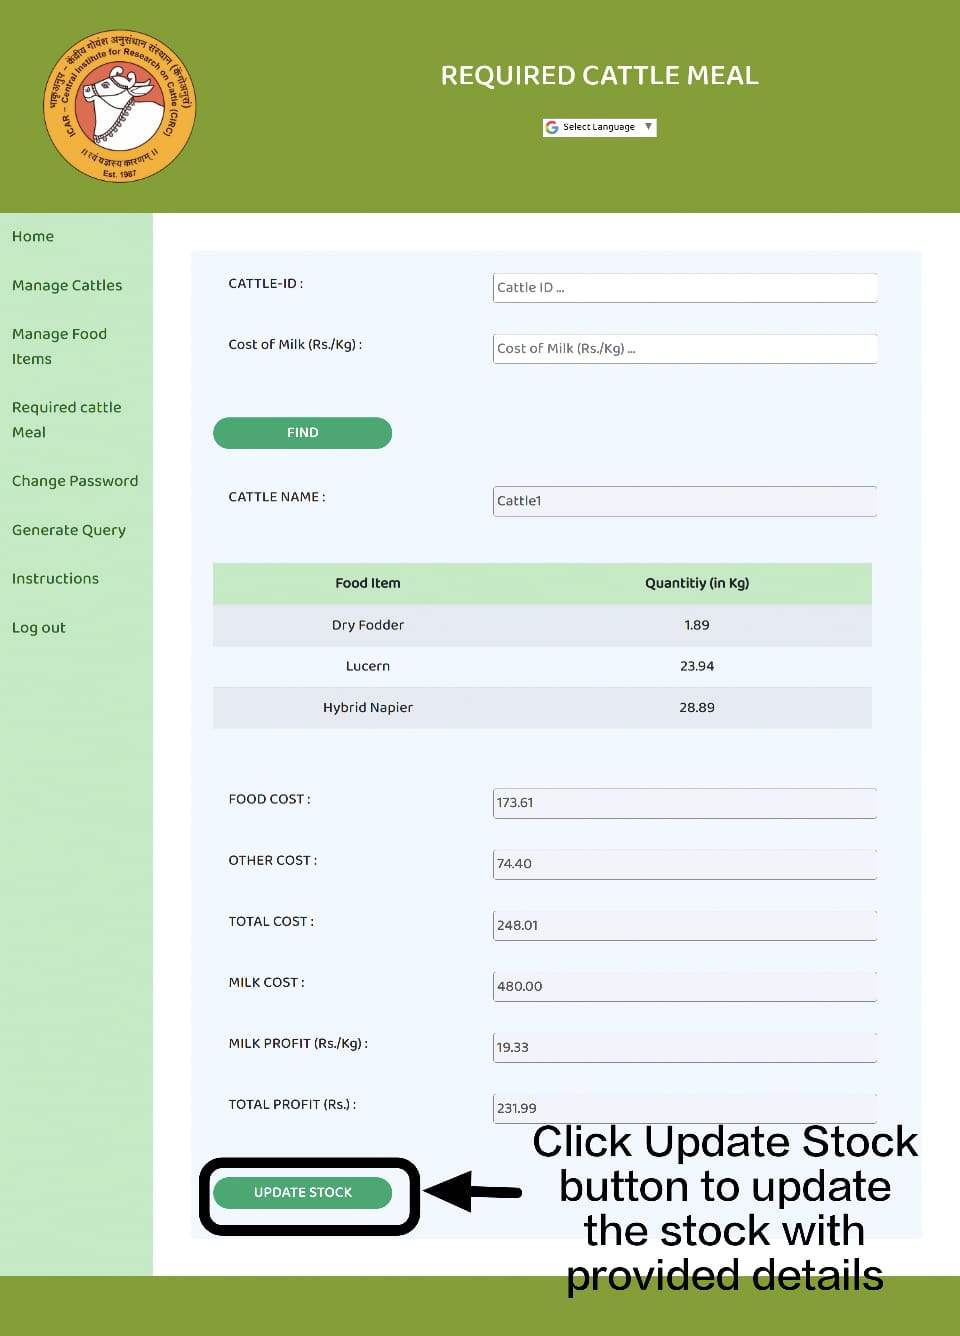 भाकृअनुप – केंद्रीय गोवंश अनुसंधान संस्थान (केंगोअनुसं)
ICAR – Central Institute for Research on Cattle (CIRC)
Est. 1987
REQUIRED CATTLE MEAL
Select Language ▼
Home
Manage Cattles
Manage Food
Items
Required cattle
Meal
Change Password
Generate Query
Instructions
Log out
CATTLE-ID :
Cattle ID ...
Cost of Milk (Rs./Kg) :
Cost of Milk (Rs./Kg) ...
FIND
CATTLE NAME :
Cattle1
Food Item Quantitiy (in Kg)
Dry Fodder 1.89
Lucern 23.94
Hybrid Napier 28.89
FOOD COST :
173.61
OTHER COST :
74.40
TOTAL COST :
248.01
MILK COST :
480.00
MILK PROFIT (Rs./Kg) :
19.33
TOTAL PROFIT (Rs.) :
231.99
UPDATE STOCK
Click Update Stock
button to update
the stock with
provided details